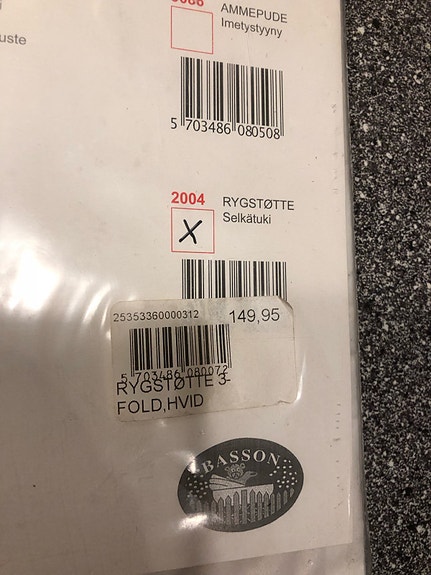 AMMEPUDE
Imetystyyny
uste
5 703486 080508
2004 RYGSTØTTE
Selkätuki
X
25353360000312 149,95
5 703486 080072
RYGSTØTTE 3-
FOLD,HVID
BASSON